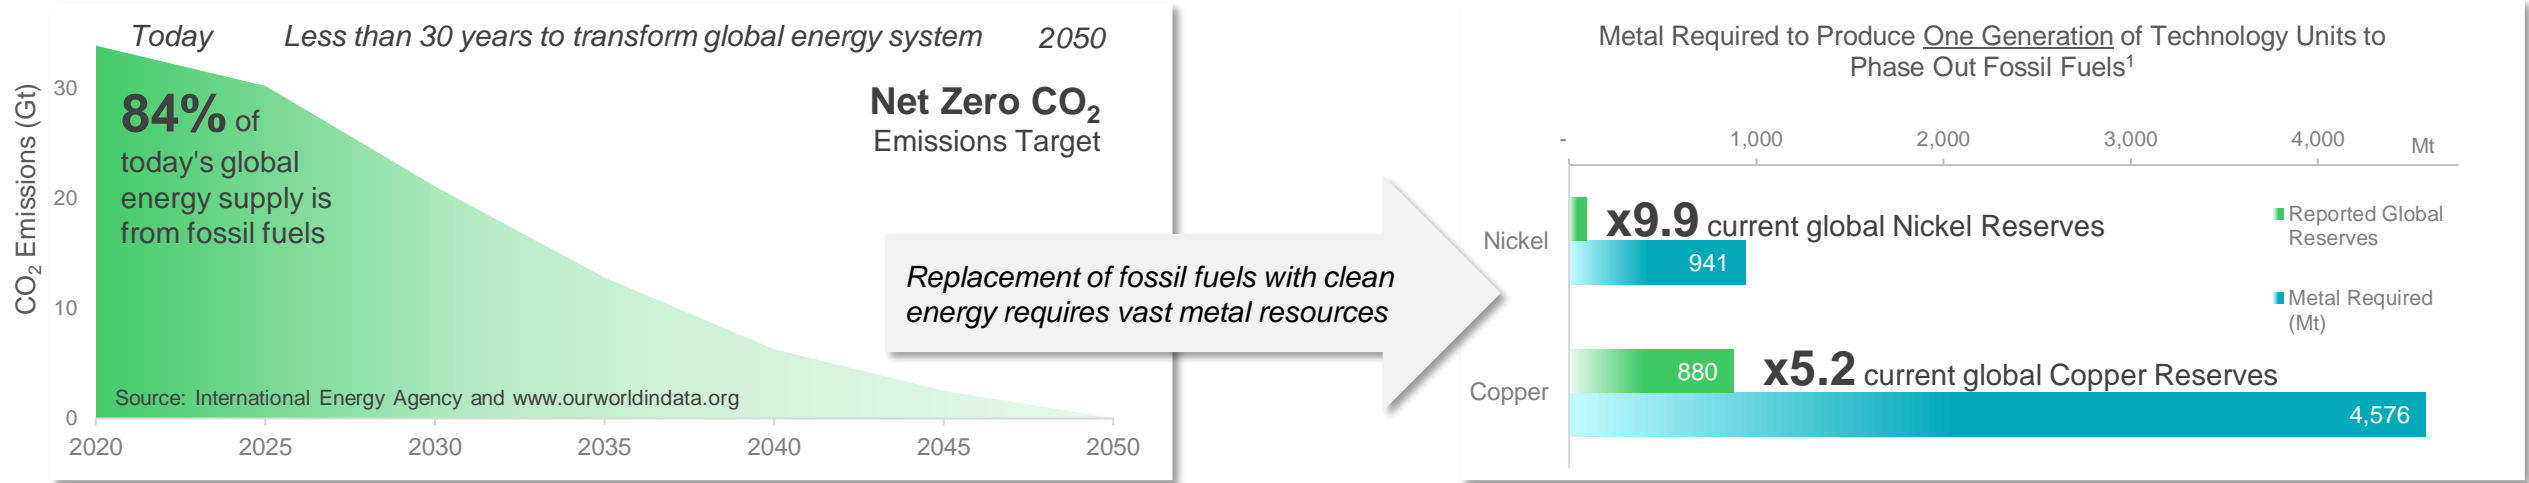 Today Less than 30 years to transform global energy system 2050
CO2 Emissions (Gt)
30
20
10
0
84% of
today's global
energy supply is
from fossil fuels
Net Zero CO2
Emissions Target
Source: International Energy Agency and www.ourworldindata.org
2020 2025 2030 2035 2040 2045 2050
Replacement of fossil fuels with clean
energy requires vast metal resources
Metal Required to Produce One Generation of Technology Units to
Phase Out Fossil Fuels1
- 1,000 2,000 3,000 4,000 Mt
Nickel
x9.9 current global Nickel Reserves
941
Copper
880
x5.2 current global Copper Reserves
4,576
Reported Global
Reserves
Metal Required
(Mt)